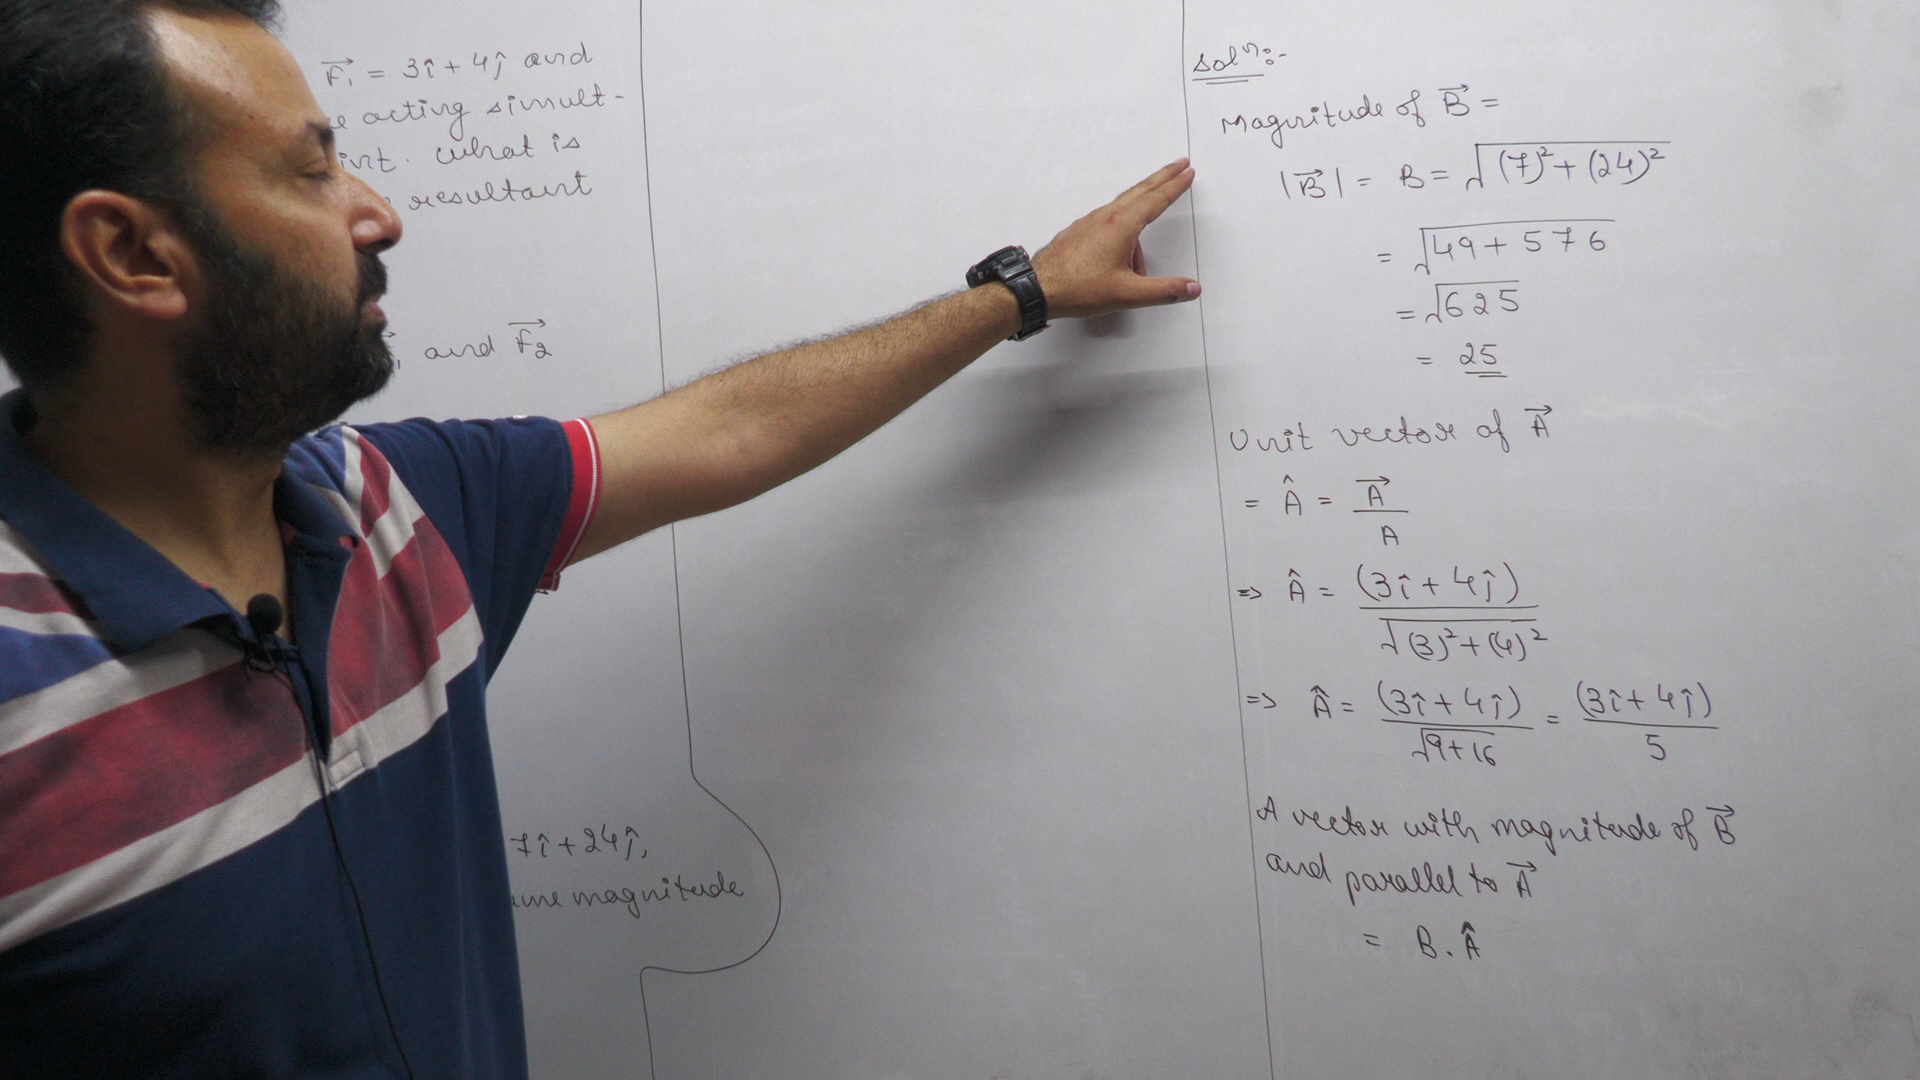 F₁⃗ = 3î + 4ĵ and
acting simult-
int. What is
resultant
and F₂⃗
7î + 24ĵ,
magnitude
Solⁿ:-
Magnitude of B⃗ =
|B⃗| = B = √(7)² + (24)²
= √49 + 576
= √625
= 25
Unit vector of A⃗
= Â = A⃗ / A
=> Â = (3î + 4ĵ) / √(3)² + (4)²
=> Â = (3î + 4ĵ) / √9+16 = (3î + 4ĵ) / 5
A vector with magnitude of B⃗
and parallel to A⃗
= B . Â